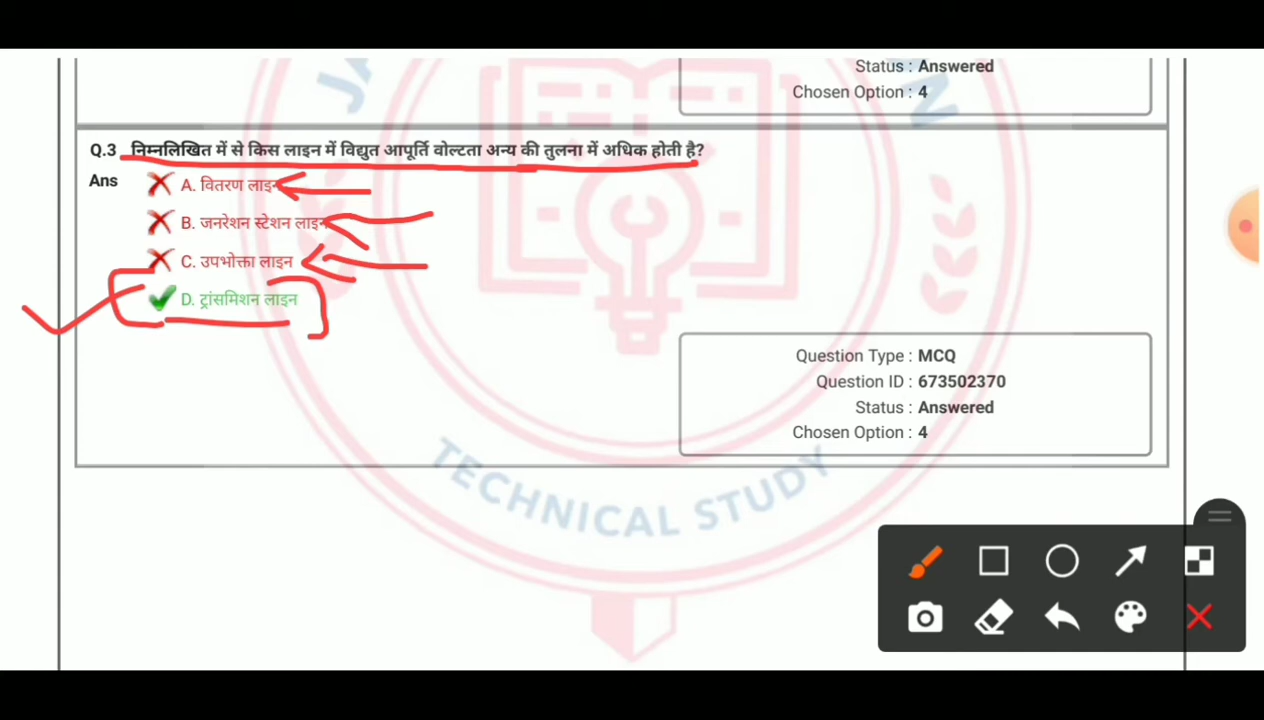 Status : Answered
Chosen Option : 4
Q.3 निम्नलिखित में से किस लाइन में विद्युत आपूर्ति वोल्टता अन्य की तुलना में अधिक होती है?
Ans A. वितरण लाइन
B. जनरेशन स्टेशन लाइन
C. उपभोक्ता लाइन
D. ट्रांसमिशन लाइन
Question Type : MCQ
Question ID : 673502370
Status : Answered
Chosen Option : 4
TECHNICAL STUDY